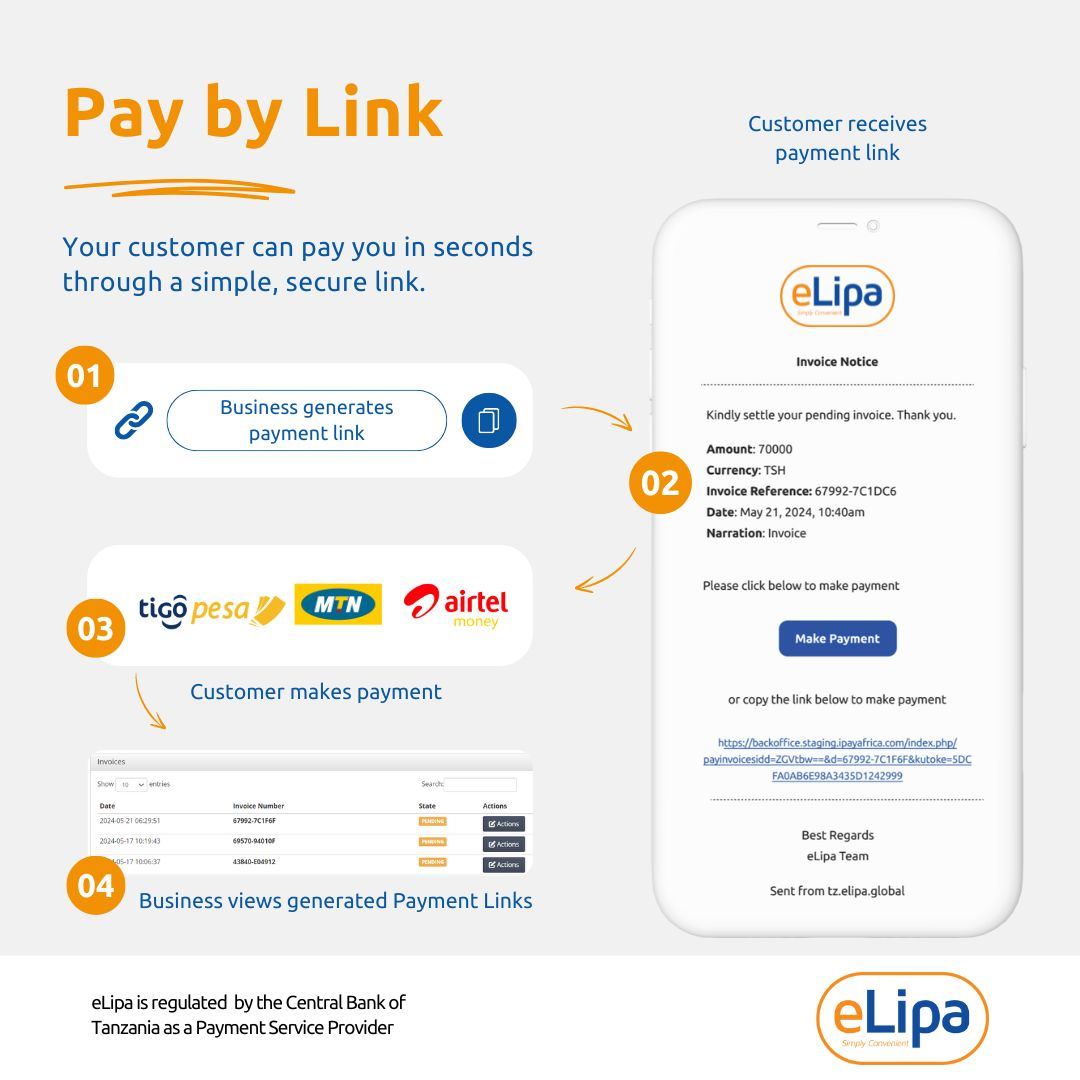 Pay by Link
Your customer can pay you in seconds
through a simple, secure link.
01
Business generates
payment link
Customer receives
payment link
02
eLipa
Simply Convenient
Invoice Notice
Kindly settle your pending invoice. Thank you.
Amount: 70000
Currency: TSH
Invoice Reference: 67992-7C1DC6
Date: May 21, 2024, 10:40am
Narration: Invoice
Please click below to make payment
Make Payment
or copy the link below to make payment
https://backoffice.staging.ipayafrica.com/index.php/
payinvoicesidd=ZGVtbw==&d=67992-7C1F6F&kutoke=5DC
FA0AB6E98A3435D1242999
Best Regards
eLipa Team
Sent from tz.elipa.global
03
tigo pesa
MTN
airtel
money
Customer makes payment
Invoices
Show 10 entries
Search:
Date Invoice Number State Actions
2024-05-21 06:29:51 67992-7C1F6F PENDING Actions
2024-05-17 10:19:43 69570-94010F PENDING Actions
4-05-17 10:06:37 43840-E04912 PENDING Actions
04
Business views generated Payment Links
eLipa is regulated by the Central Bank of
Tanzania as a Payment Service Provider
eLipa
Simply Convenient